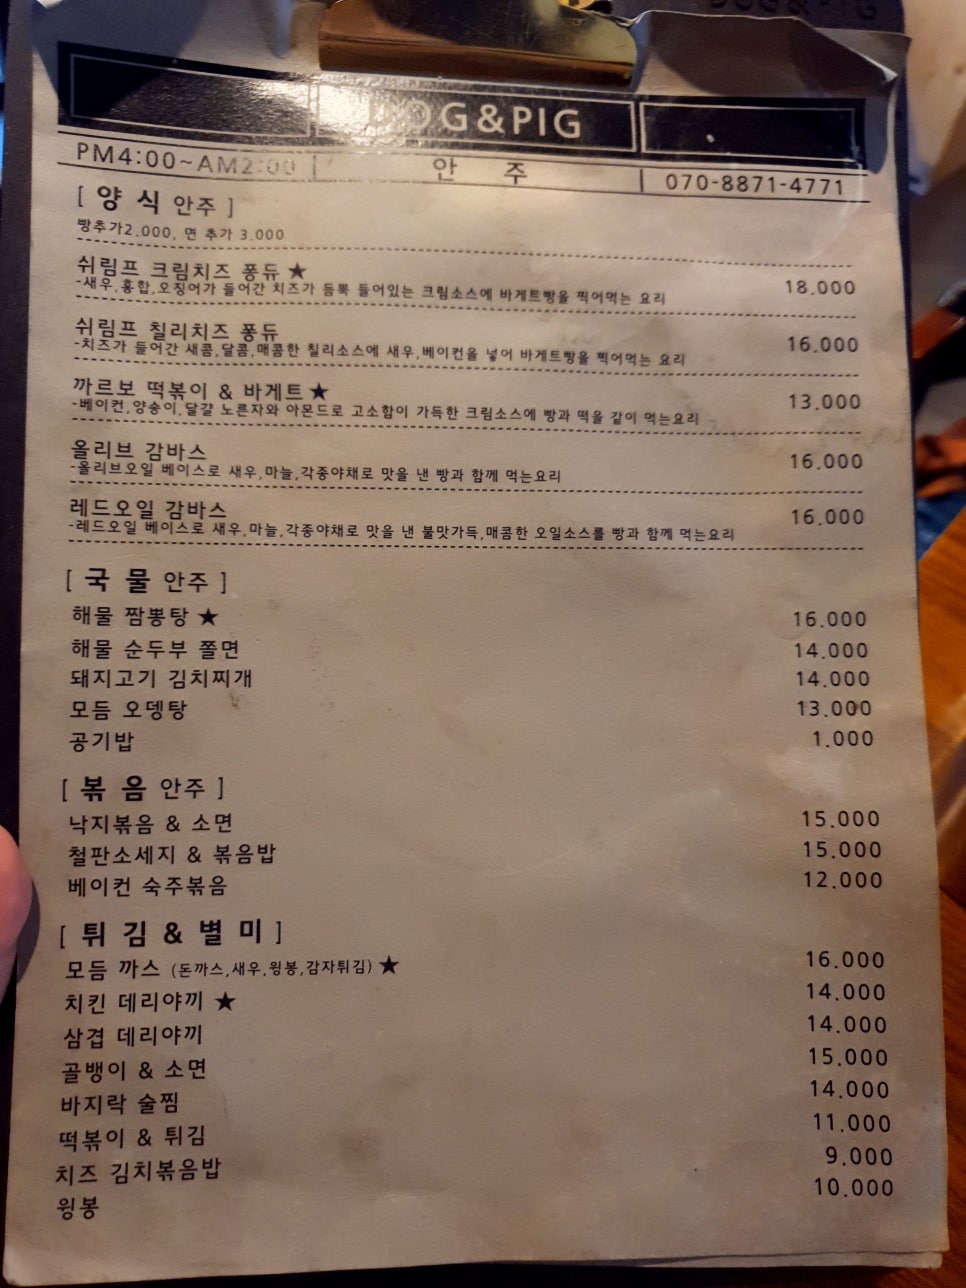 DOG&PIG
DOG&PIG
PM4:00~AM2:00
안 주
070-8871-4771
[ 양 식 안주 ]
빵추가2.000, 면 추가 3.000
쉬림프 크림치즈 퐁듀 ★ 18.000
-새우,홍합,오징어가 들어간 치즈가 듬뿍 들어있는 크림소스에 바게트빵을 찍어먹는 요리
쉬림프 칠리치즈 퐁듀 16.000
-치즈가 들어간 새콤,달콤,매콤한 칠리소스에 새우,베이컨을 넣어 바게트빵을 찍어먹는 요리
까르보 떡볶이 & 바게트★ 13.000
-베이컨,양송이,달걀 노른자와 아몬드로 고소함이 가득한 크림소스에 빵과 떡을 같이 먹는요리
올리브 감바스 16.000
-올리브오일 베이스로 새우,마늘,각종야채로 맛을 낸 빵과 함께 먹는요리
레드오일 감바스 16.000
-레드오일 베이스로 새우,마늘,각종야채로 맛을 낸 불맛가득,매콤한 오일소스를 빵과 함께 먹는요리
[ 국 물 안주 ]
해물 짬뽕탕 ★ 16.000
해물 순두부 쫄면 14.000
돼지고기 김치찌개 14.000
모듬 오뎅탕 13.000
공기밥 1.000
[ 볶 음 안주 ]
낙지볶음 & 소면 15.000
철판소세지 & 볶음밥 15.000
베이컨 숙주볶음 12.000
[ 튀 김 & 별 미 ]
모듬 까스 (돈까스,새우,윙봉,감자튀김) ★ 16.000
치킨 데리야끼 ★ 14.000
삼겹 데리야끼 14.000
골뱅이 & 소면 15.000
바지락 술찜 14.000
떡볶이 & 튀김 11.000
치즈 김치볶음밥 9.000
윙봉 10.000